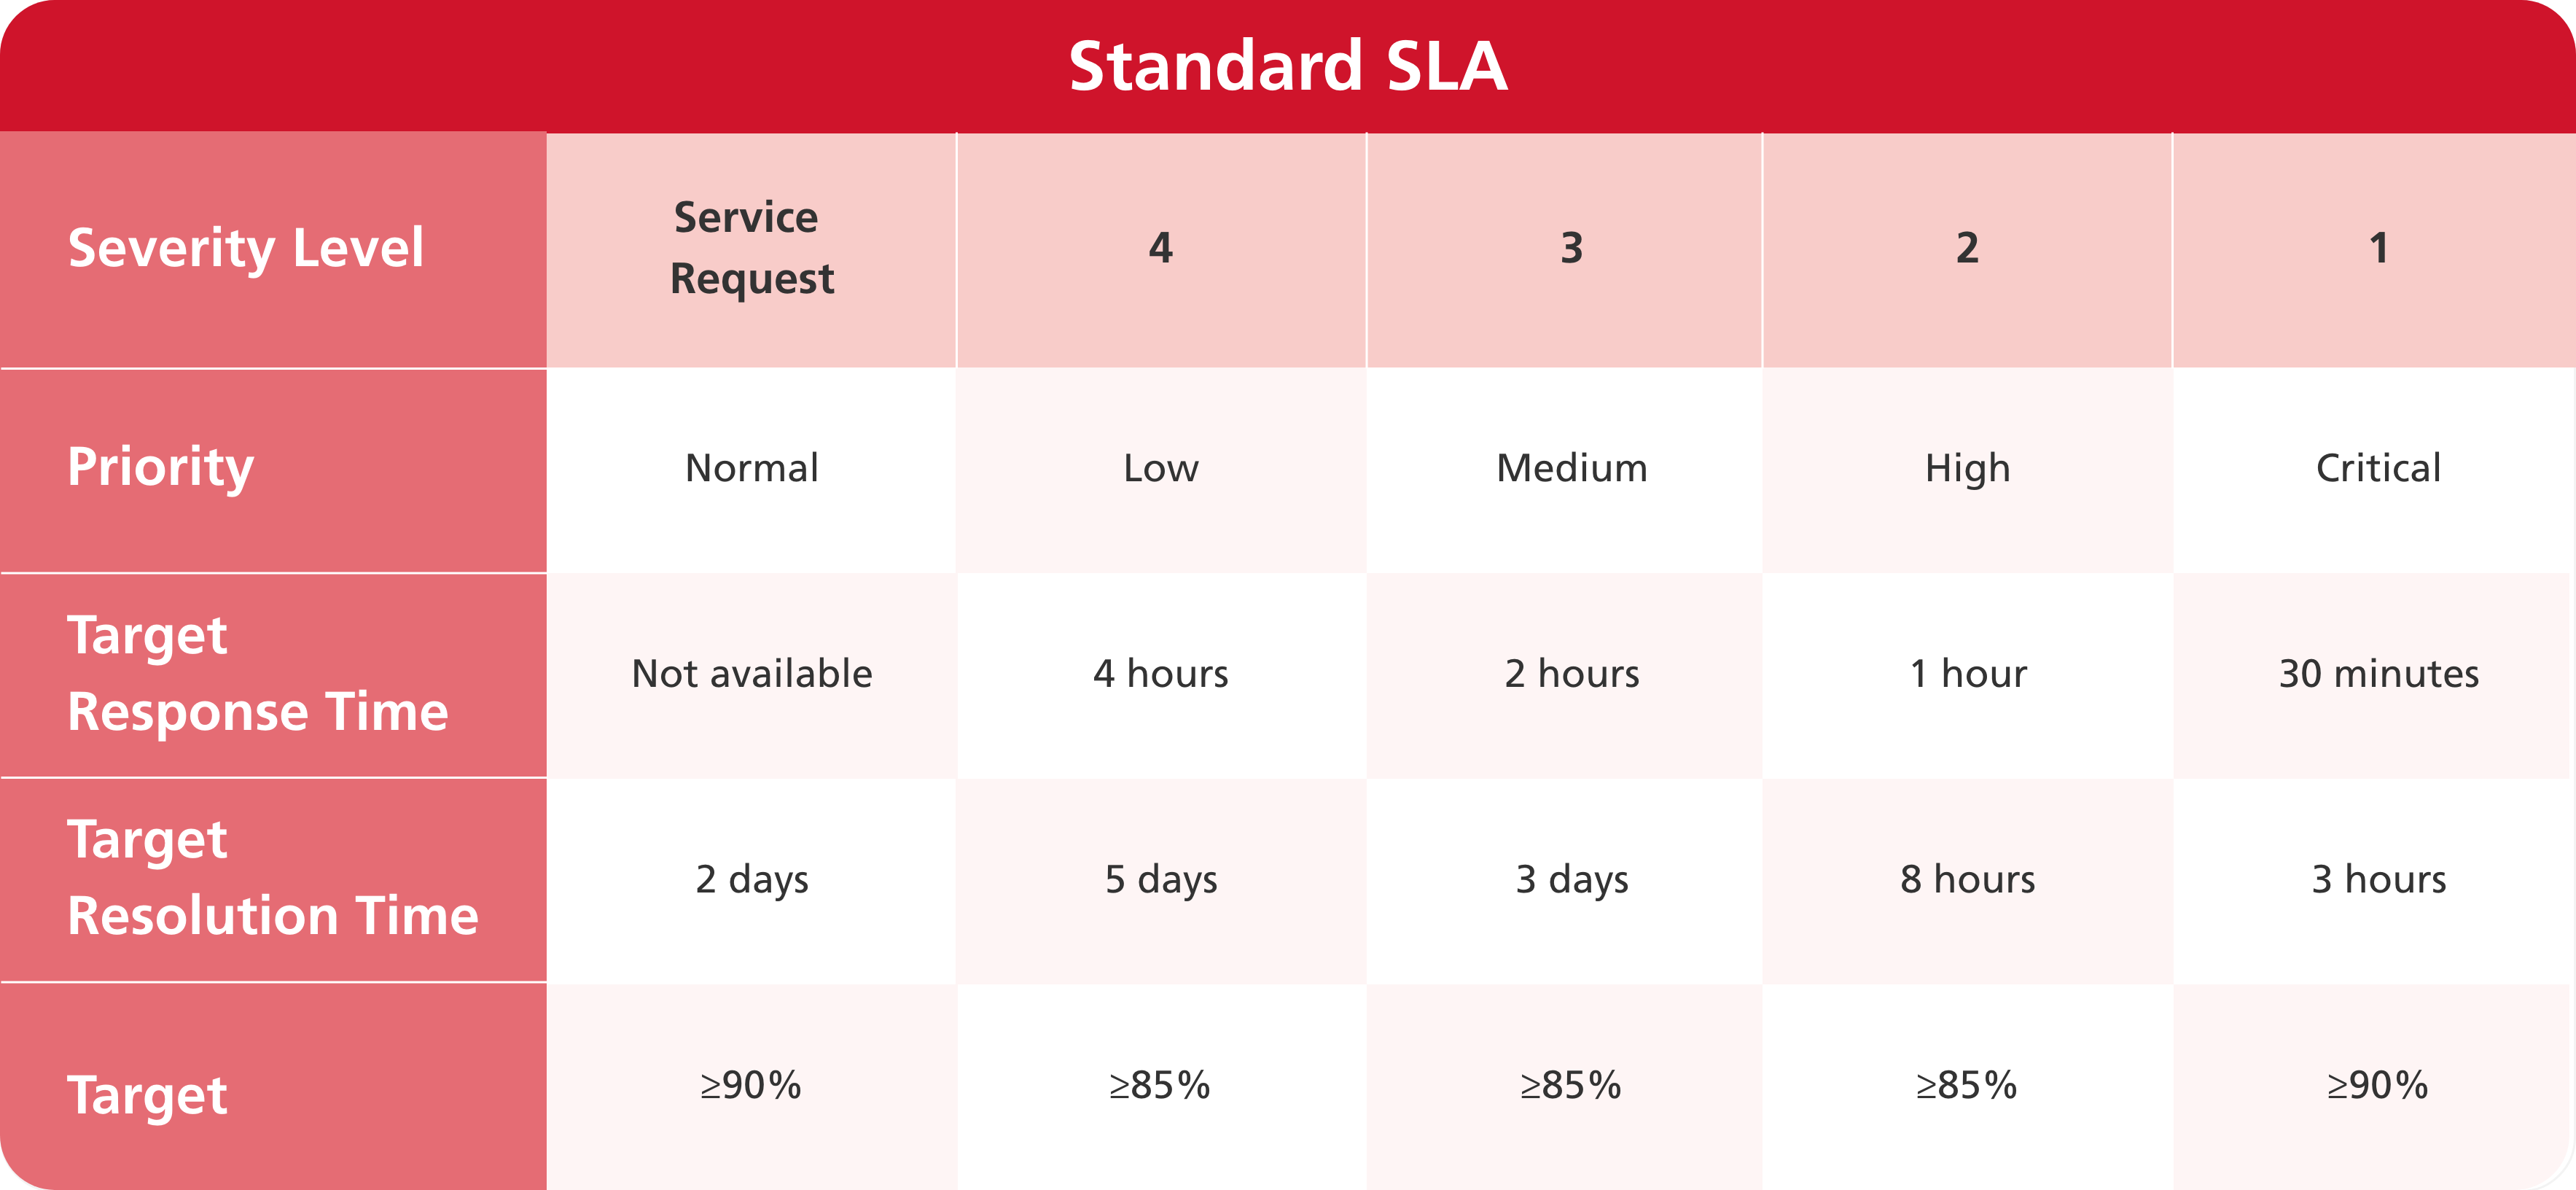 Standard SLA
Severity Level
Service
Request
4
3
2
1
Priority
Normal
Low
Medium
High
Critical
Target
Response Time
Not available
4 hours
2 hours
1 hour
30 minutes
Target
Resolution Time
2 days
5 days
3 days
8 hours
3 hours
Target
≥90%
≥85%
≥85%
≥85%
≥90%